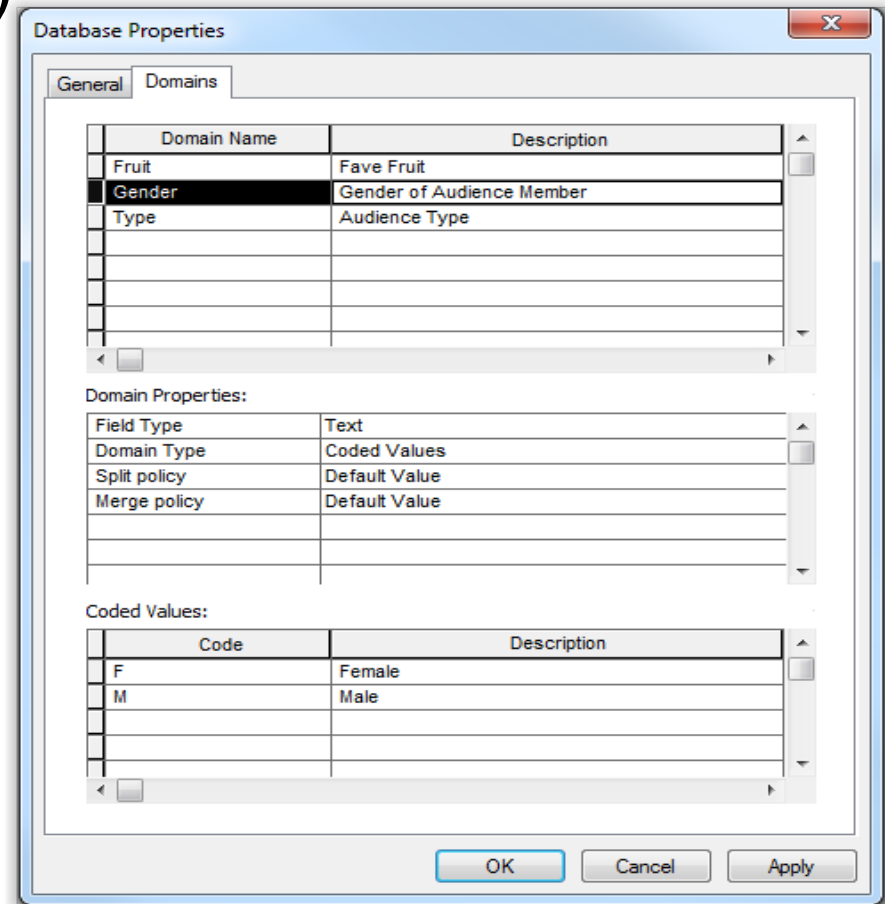 )
Database Properties
General Domains
Domain Name Description
Fruit Fave Fruit
Gender Gender of Audience Member
Type Audience Type
Domain Properties:
Field Type Text
Domain Type Coded Values
Split policy Default Value
Merge policy Default Value
Coded Values:
Code Description
F Female
M Male
OK Cancel Apply